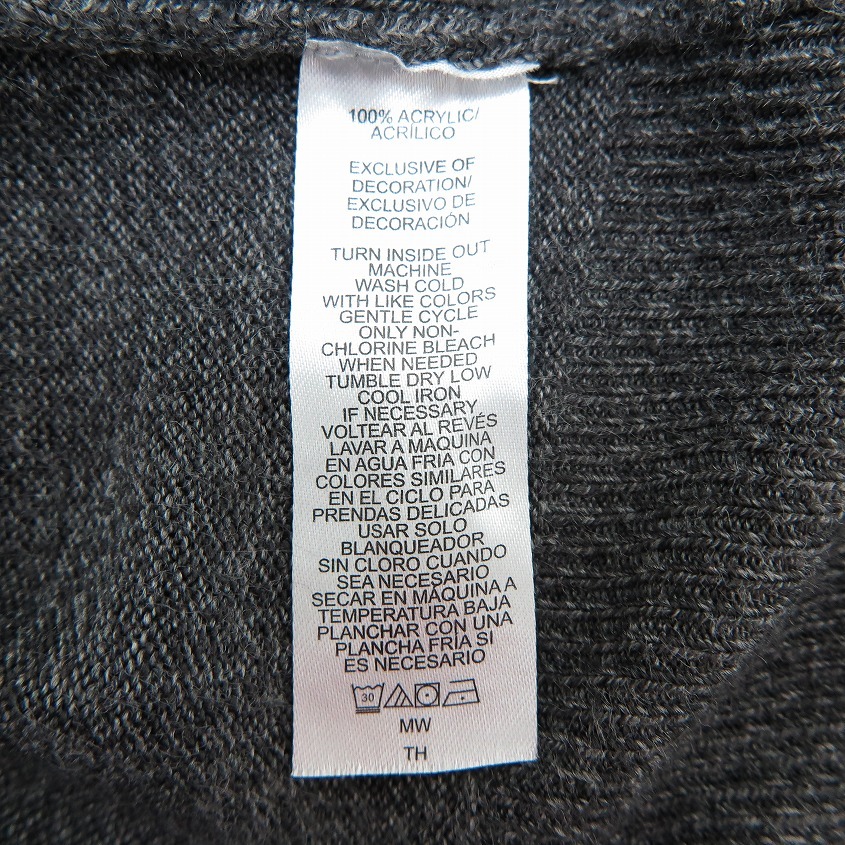 100% ACRYLIC/
ACRÍLICO
EXCLUSIVE OF
DECORATION/
EXCLUSIVO DE
DECORACIÓN
TURN INSIDE OUT
MACHINE
WASH COLD
WITH LIKE COLORS
GENTLE CYCLE
ONLY NON-
CHLORINE BLEACH
WHEN NEEDED
TUMBLE DRY LOW
COOL IRON
IF NECESSARY
VOLTEAR AL REVÉS
LAVAR A MAQUINA
EN AGUA FRIA CON
COLORES SIMILARES
EN EL CICLO PARA
PRENDAS DELICADAS
USAR SOLO
BLANQUEADOR
SIN CLORO CUANDO
SEA NECESARIO
SECAR EN MÁQUINA A
TEMPERATURA BAJA
PLANCHAR CON UNA
PLANCHA FRÍA SI
ES NECESARIO
30
MW
TH